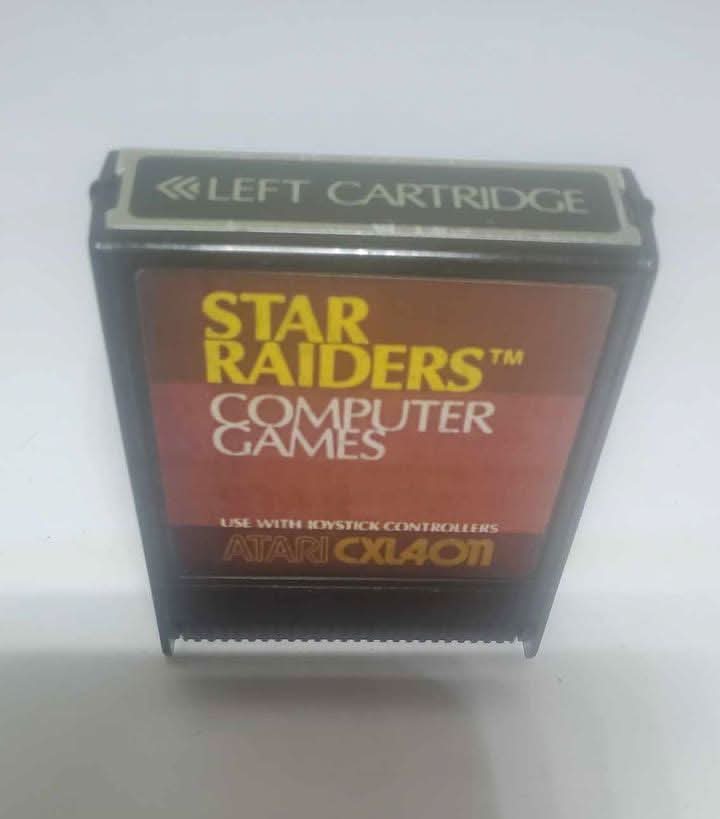 LEFT CARTRIDGE
STAR
RAIDERS™
COMPUTER
GAMES
USE WITH JOYSTICK CONTROLLERS
ATARI CXL4011